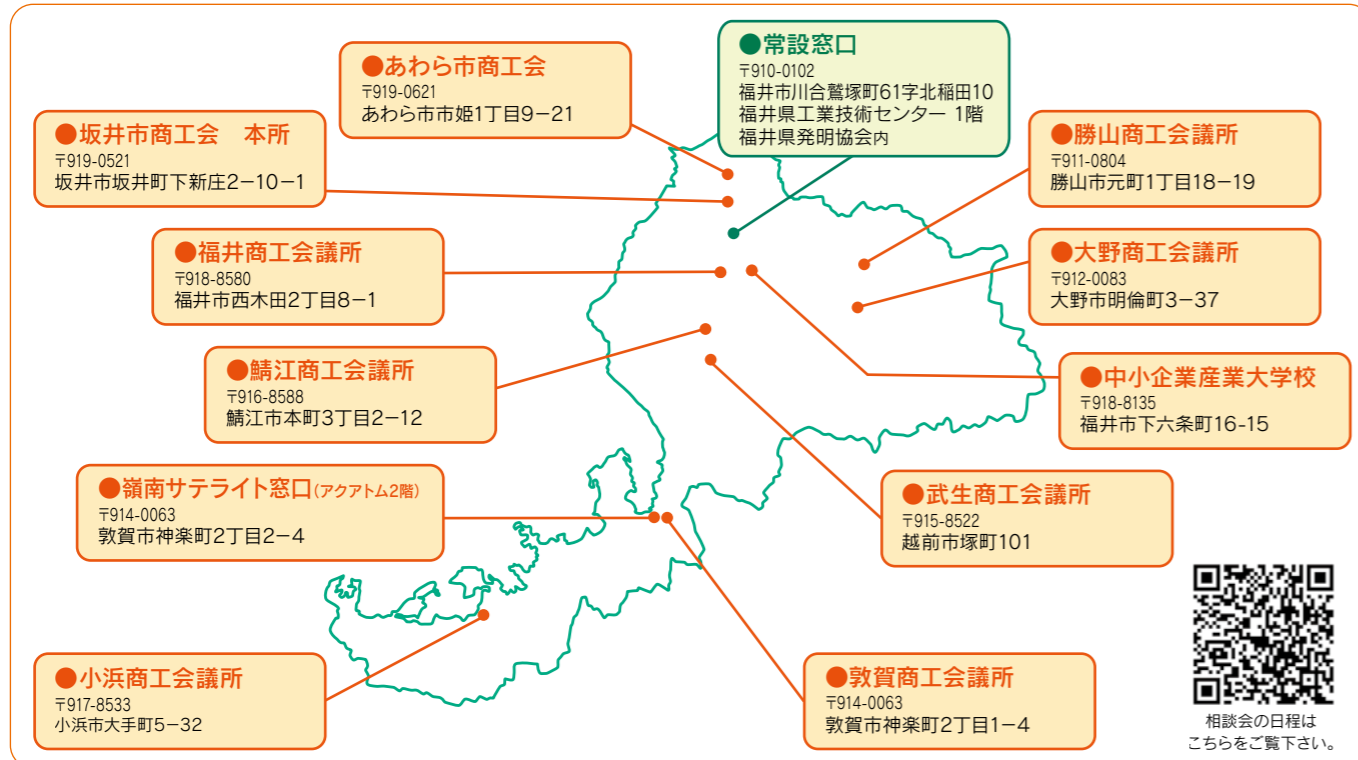 ●あわら市商工会
〒919-0621
あわら市市姫1丁目9−21
●常設窓口
〒910-0102
福井市川合鷲塚町61字北稲田10
福井県工業技術センター 1階
福井県発明協会内
●坂井市商工会　本所
〒919-0521
坂井市坂井町下新庄2−10−1
●勝山商工会議所
〒911-0804
勝山市元町1丁目18−19
●福井商工会議所
〒918-8580
福井市西木田2丁目8−1
●大野商工会議所
〒912-0083
大野市明倫町3−37
●鯖江商工会議所
〒916-8588
鯖江市本町3丁目2−12
●中小企業産業大学校
〒918-8135
福井市下六条町16-15
●嶺南サテライト窓口(アクアトム2階)
〒914-0063
敦賀市神楽町2丁目2−4
●武生商工会議所
〒915-8522
越前市塚町101
●小浜商工会議所
〒917-8533
小浜市大手町5−32
●敦賀商工会議所
〒914-0063
敦賀市神楽町2丁目1−4
相談会の日程は
こちらをご覧下さい。